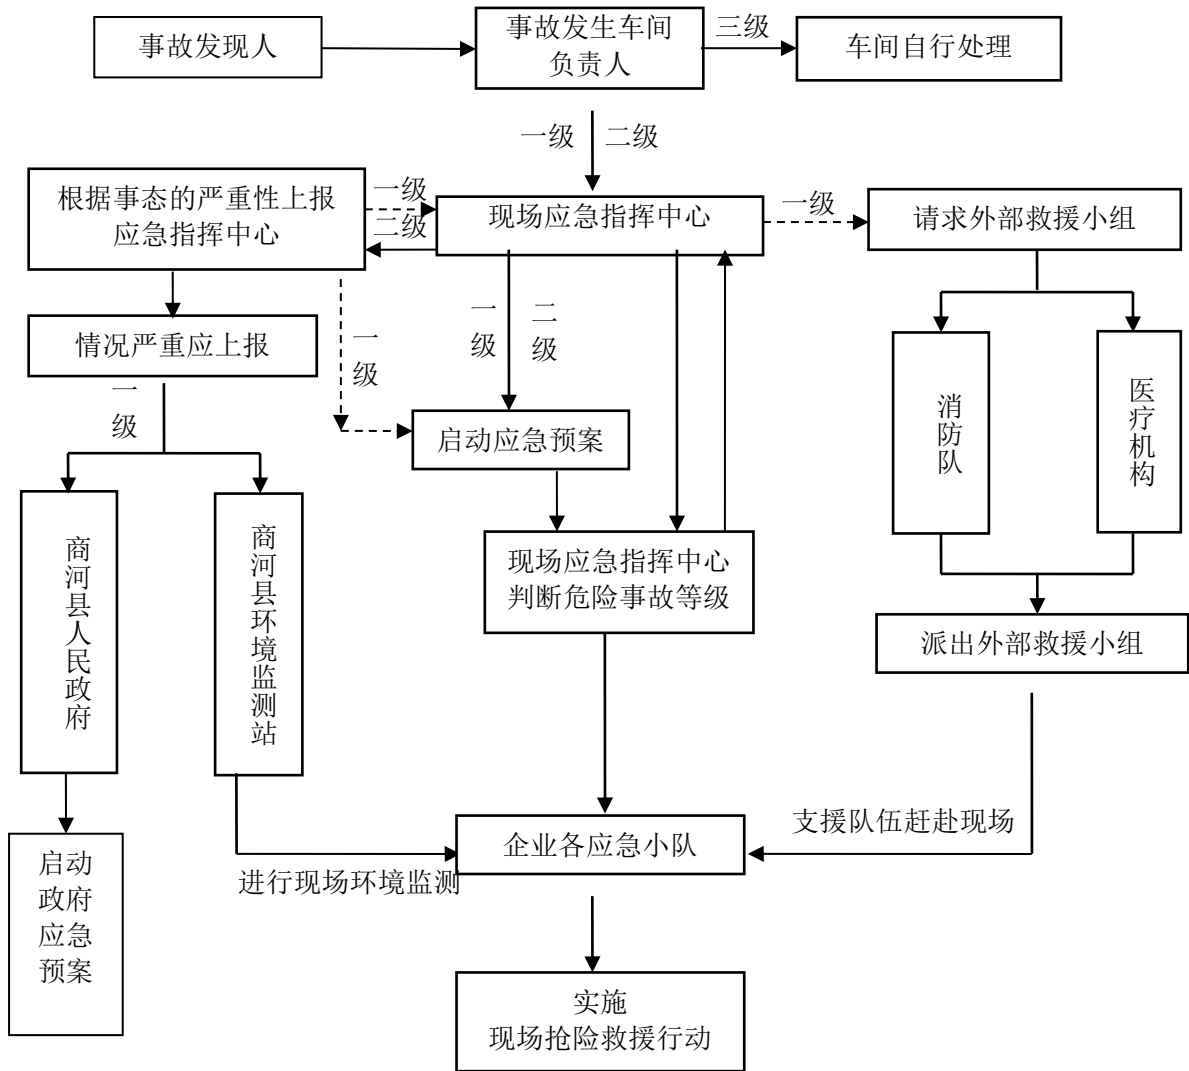 事故发现人
事故发生车间
负责人
三级
车间自行处理
一级
二级
根据事态的严重性上报
应急指挥中心
一级
二级
现场应急指挥中心
一级
请求外部救援小组
情况严重应上报
一级
一级
二级
一级
启动应急预案
消防队
医疗机构
商河县人民政府
商河县环境监测站
现场应急指挥中心
判断危险事故等级
派出外部救援小组
启动
政府
应急
预案
进行现场环境监测
企业各应急小队
支援队伍赶赴现场
实施
现场抢险救援行动